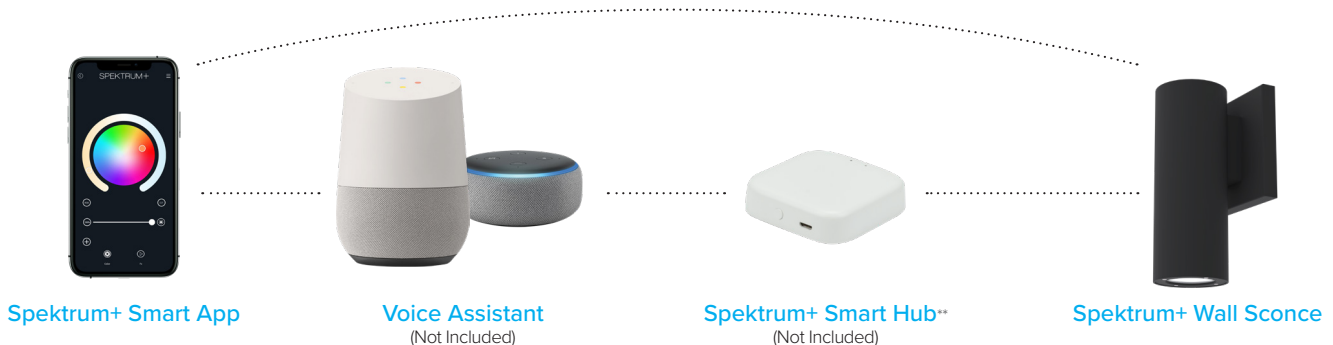 SPEKTRUM+
Spektrum+ Smart App
Voice Assistant
(Not Included)
Spektrum+ Smart Hub**
(Not Included)
Spektrum+ Wall Sconce